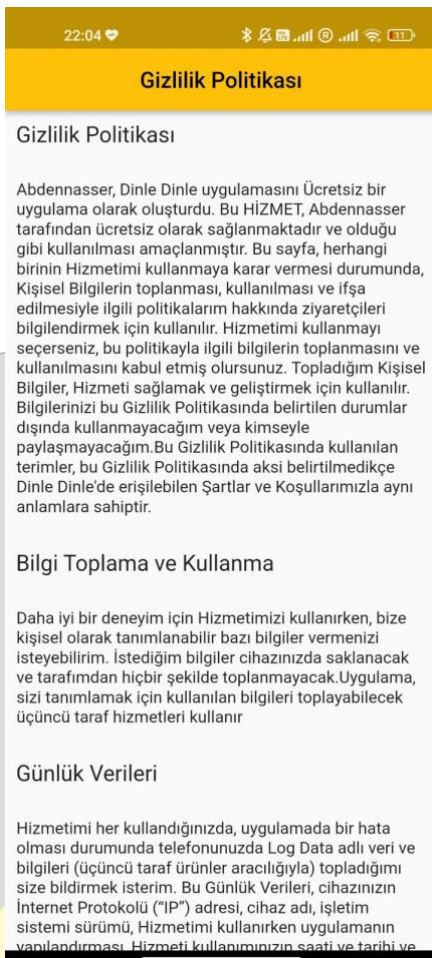 22:04
11
Gizlilik Politikası
Gizlilik Politikası
Abdennasser, Dinle Dinle uygulamasını Ücretsiz bir
uygulama olarak oluşturdu. Bu HİZMET, Abdennasser
tarafından ücretsiz olarak sağlanmaktadır ve olduğu
gibi kullanılması amaçlanmıştır. Bu sayfa, herhangi
birinin Hizmetimi kullanmaya karar vermesi durumunda,
Kişisel Bilgilerin toplanması, kullanılması ve ifşa
edilmesiyle ilgili politikalarım hakkında ziyaretçileri
bilgilendirmek için kullanılır. Hizmetimi kullanmayı
seçerseniz, bu politikayla ilgili bilgilerin toplanmasını ve
kullanılmasını kabul etmiş olursunuz. Topladığım Kişisel
Bilgiler, Hizmeti sağlamak ve geliştirmek için kullanılır.
Bilgilerinizi bu Gizlilik Politikasında belirtilen durumlar
dışında kullanmayacağım veya kimseyle
paylaşmayacağım.Bu Gizlilik Politikasında kullanılan
terimler, bu Gizlilik Politikasında aksi belirtilmedikçe
Dinle Dinle'de erişilebilen Şartlar ve Koşullarımızla aynı
anlamlara sahiptir.
Bilgi Toplama ve Kullanma
Daha iyi bir deneyim için Hizmetimizi kullanırken, bize
kişisel olarak tanımlanabilir bazı bilgiler vermenizi
isteyebilirim. İstediğim bilgiler cihazınızda saklanacak
ve tarafımdan hiçbir şekilde toplanmayacak.Uygulama,
sizi tanımlamak için kullanılan bilgileri toplayabilecek
üçüncü taraf hizmetleri kullanır
Günlük Verileri
Hizmetimi her kullandığınızda, uygulamada bir hata
olması durumunda telefonunuzda Log Data adlı veri ve
bilgileri (üçüncü taraf ürünler aracılığıyla) topladığımı
size bildirmek isterim. Bu Günlük Verileri, cihazınızın
İnternet Protokolü (“IP”) adresi, cihaz adı, işletim
sistemi sürümü, Hizmetimi kullanırken uygulamanın
yapılandırması, Hizmeti kullanımınızın saati ve tarihi ve